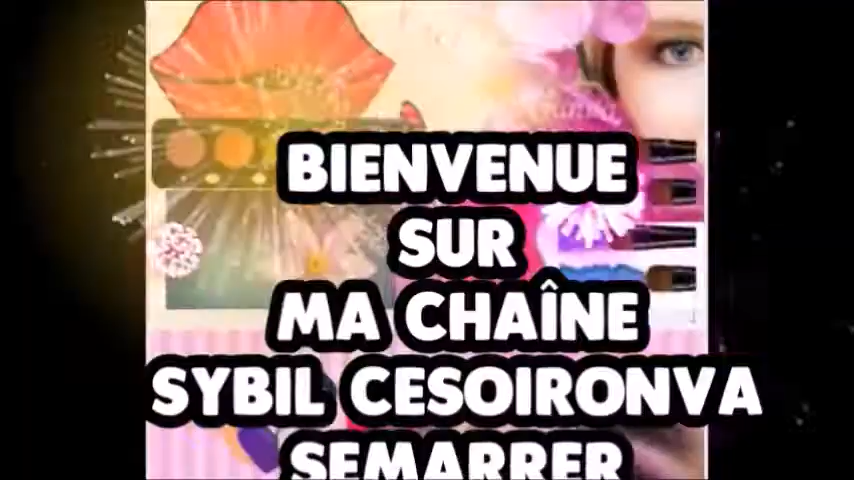 BIENVENUE
SUR
MA CHAÎNE
SYBIL CESOIRONVA
SEMARRER